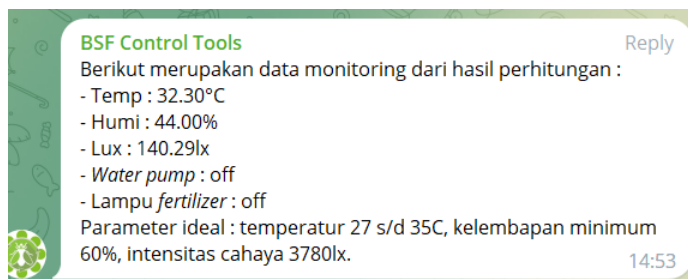 BSF Control Tools Reply
Berikut merupakan data monitoring dari hasil perhitungan :
- Temp : 32.30°C
- Humi : 44.00%
- Lux : 140.29lx
- Water pump : off
- Lampu fertilizer : off
Parameter ideal : temperatur 27 s/d 35C, kelembapan minimum
60%, intensitas cahaya 3780lx.
14:53